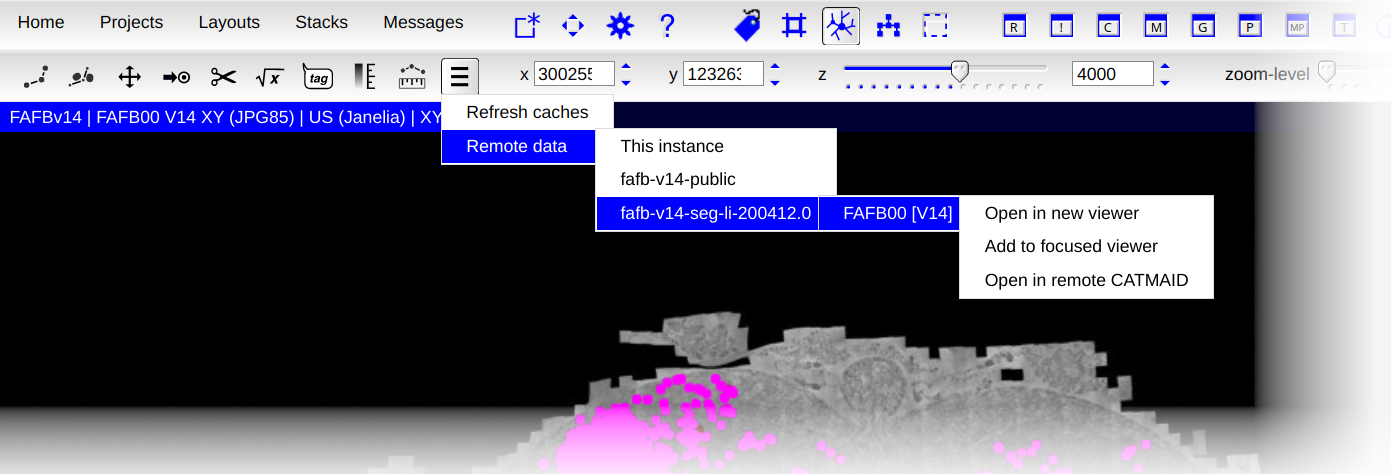 Home Projects Layouts Stacks Messages * ? R ! C M G P MP T
√x tag x 300255 y 123263 z 4000 zoom-level
FAFBv14 | FAFB00 V14 XY (JPG85) | US (Janelia) | XY
Refresh caches
Remote data
This instance
fafb-v14-public
fafb-v14-seg-li-200412.0 FAFB00 [V14] Open in new viewer
Add to focused viewer
Open in remote CATMAID